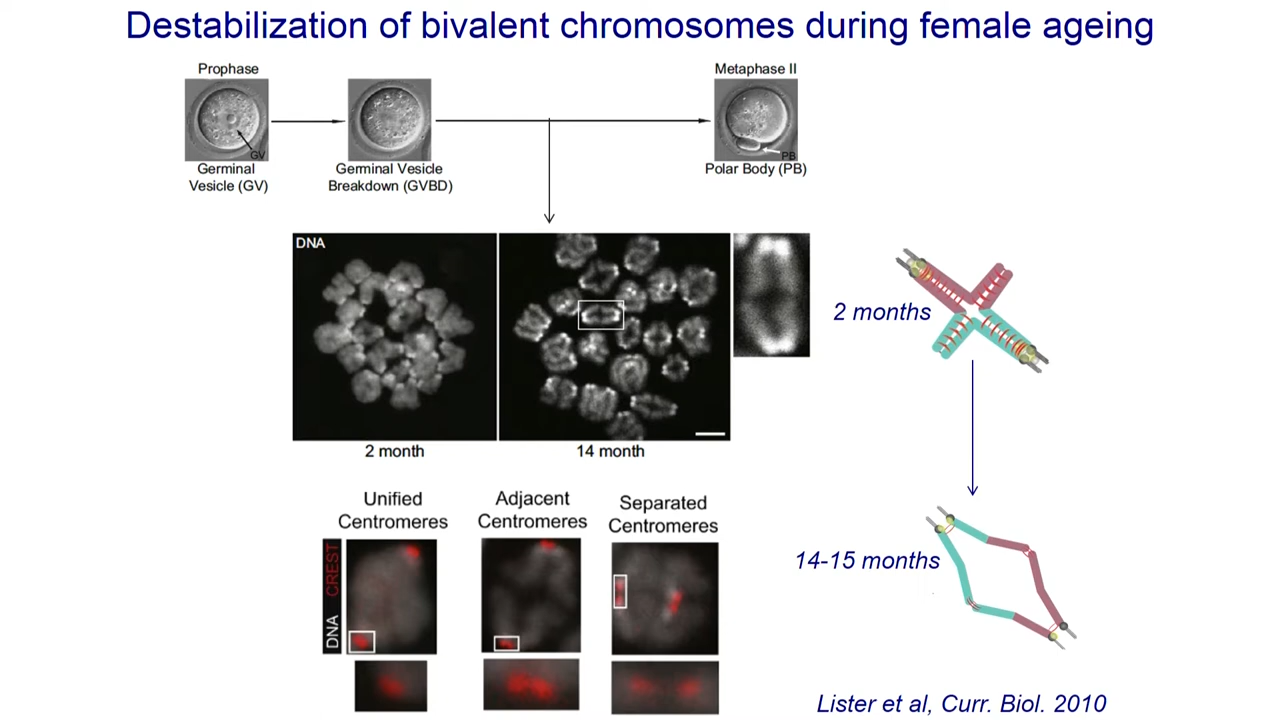 Destabilization of bivalent chromosomes during female ageing
Prophase
Metaphase II
GV
PB
Germinal
Vesicle (GV)
Germinal Vesicle
Breakdown (GVBD)
Polar Body (PB)
DNA
2 months
2 month
14 month
Unified
Centromeres
Adjacent
Centromeres
Separated
Centromeres
DNA CREST
14-15 months
Lister et al, Curr. Biol. 2010